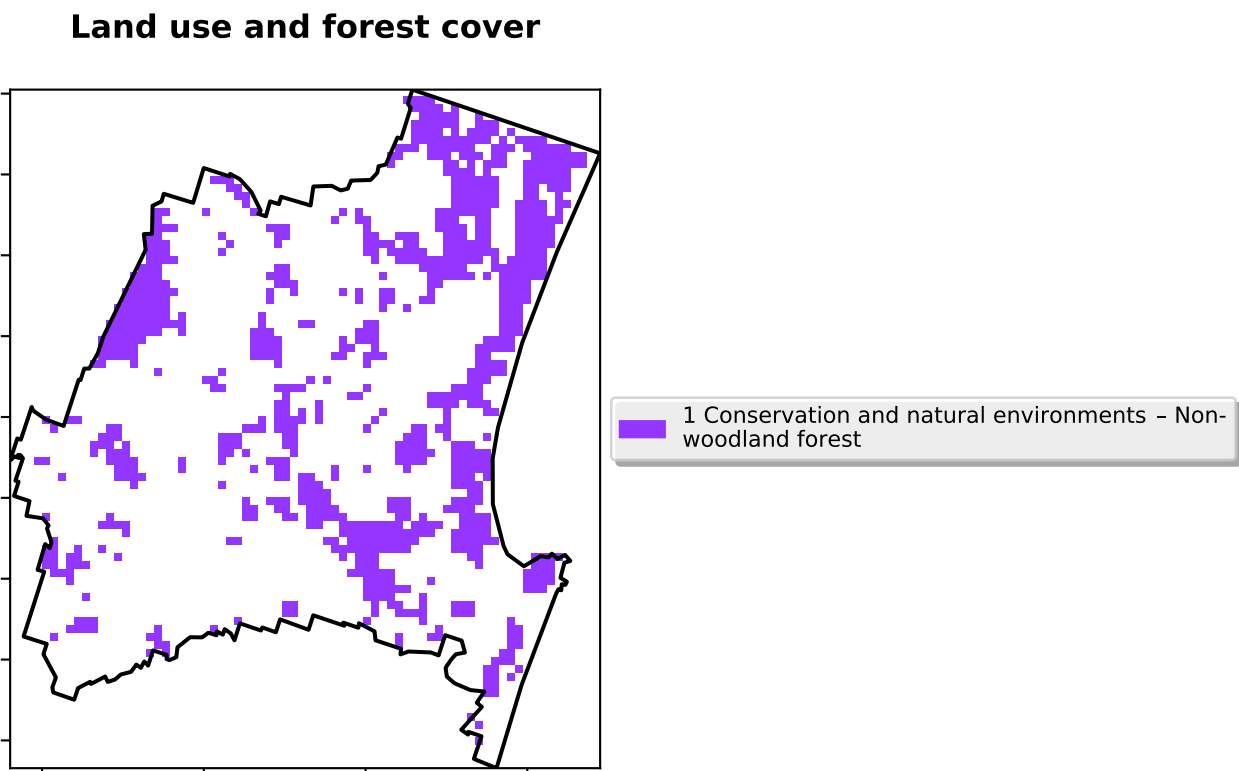 Land use and forest cover
1 Conservation and natural environments – Non-
woodland forest